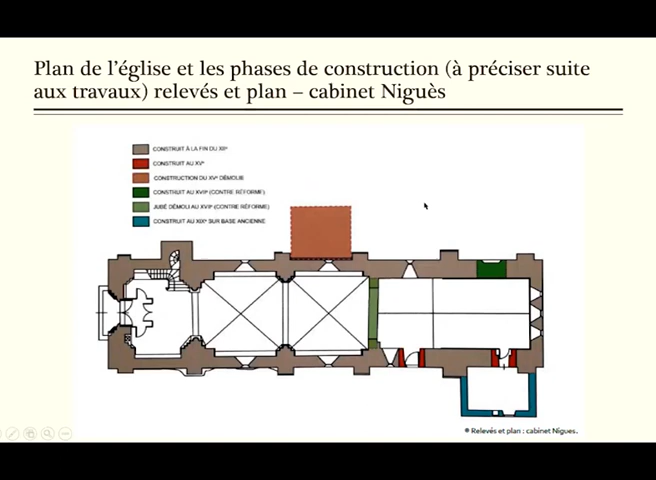 Plan de l’église et les phases de construction (à préciser suite
aux travaux) relevés et plan – cabinet Niguès
CONSTRUIT À LA FIN DU XIIᵉ
CONSTRUIT AU XVᵉ
CONSTRUCTION DU XVᵉ DÉMOLIE
CONSTRUIT AU XVIIᵉ (CONTRE RÉFORME)
JUBÉ DÉMOLI AU XVIIᵉ (CONTRE RÉFORME)
CONSTRUIT AU XIXᵉ SUR BASE ANCIENNE
Relevés et plan : cabinet Nigues.